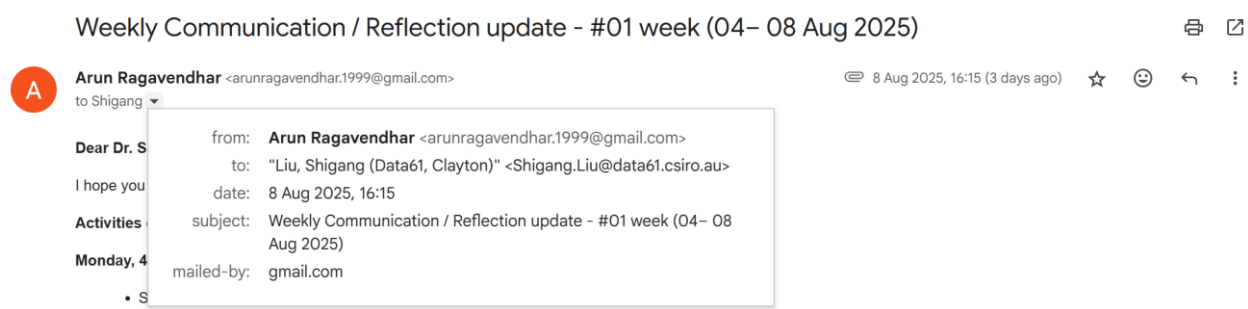 Weekly Communication / Reflection update - #01 week (04– 08 Aug 2025)
A
Arun Ragavendhar <arunragavendhar.1999@gmail.com>
8 Aug 2025, 16:15 (3 days ago)
to Shigang
Dear Dr. S
I hope you
Activities
Monday, 4
• S
from: Arun Ragavendhar <arunragavendhar.1999@gmail.com>
to: "Liu, Shigang (Data61, Clayton)" <Shigang.Liu@data61.csiro.au>
date: 8 Aug 2025, 16:15
subject: Weekly Communication / Reflection update - #01 week (04– 08
Aug 2025)
mailed-by: gmail.com